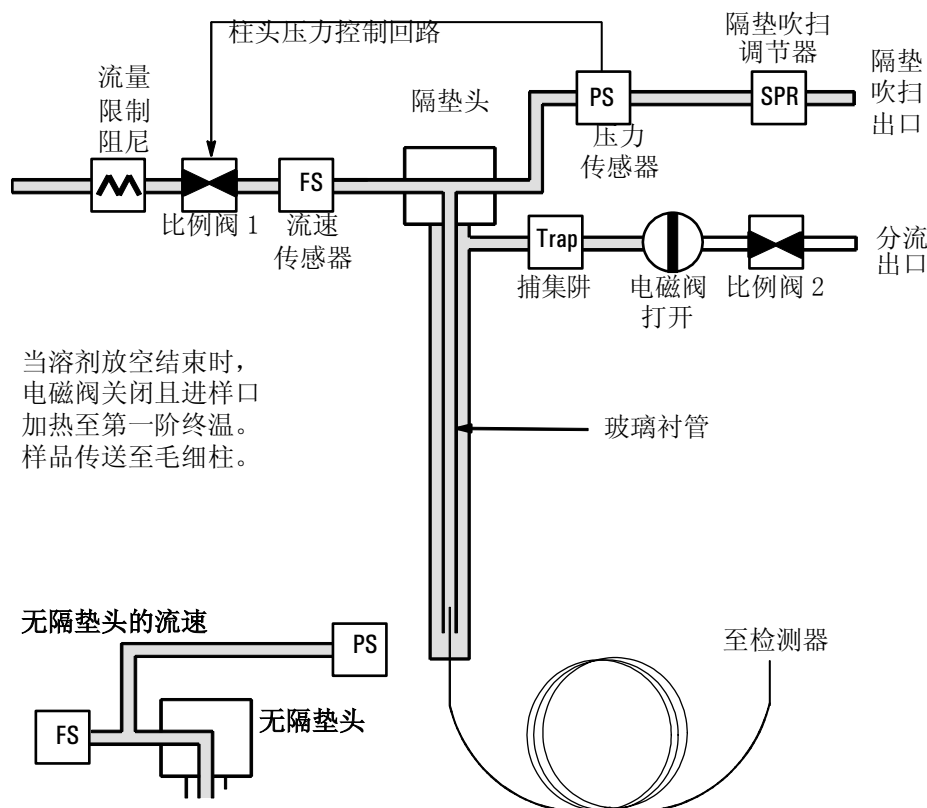 柱头压力控制回路
隔垫吹扫
调节器
隔垫
吹扫
出口
流量
限制
阻尼
隔垫头
PS
SPR
压力
传感器
FS
比例阀 1
流速
传感器
Trap
分流
出口
捕集阱
电磁阀
打开
比例阀 2
当溶剂放空结束时，
电磁阀关闭且进样口
加热至第一阶终温。
样品传送至毛细柱。
玻璃衬管
无隔垫头的流速
PS
至检测器
FS
无隔垫头